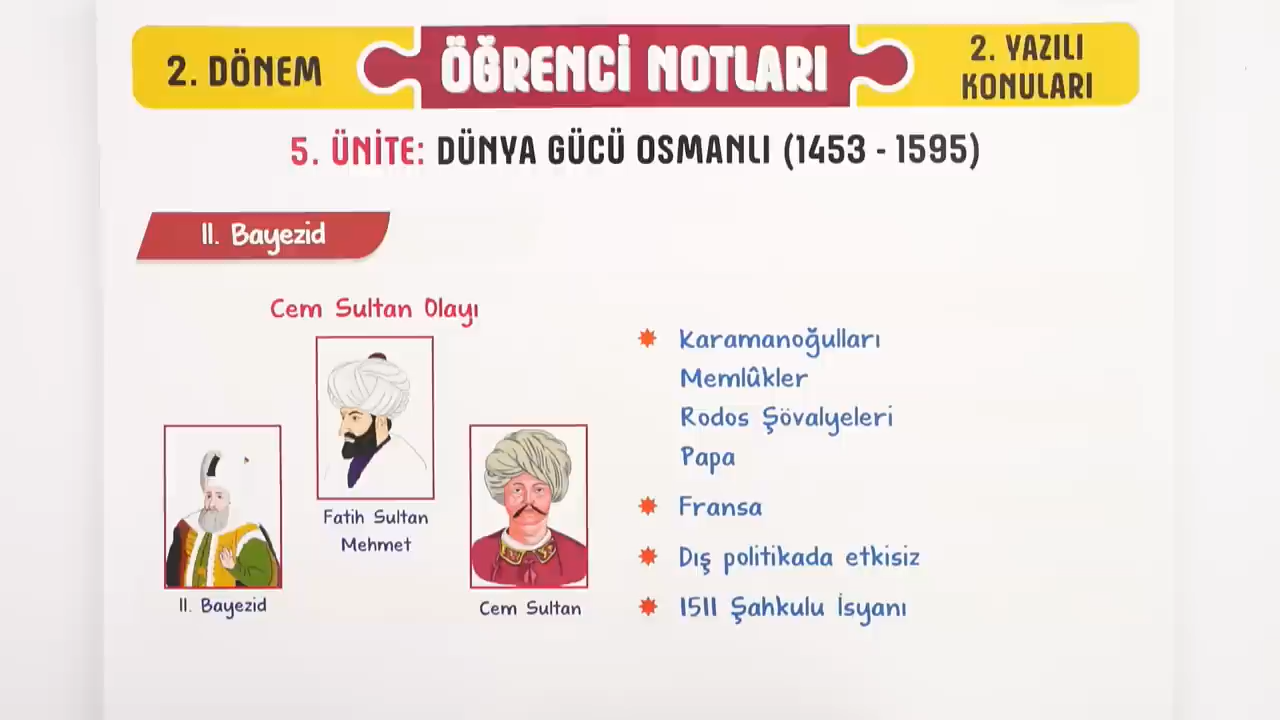 2. DÖNEM
ÖĞRENCİ NOTLARI
2. YAZILI
KONULARI
5. ÜNİTE: DÜNYA GÜCÜ OSMANLI (1453 - 1595)
II. Bayezid
Cem Sultan Olayı
Fatih Sultan
Mehmet
II. Bayezid
Cem Sultan
Karamanoğulları
Memlûkler
Rodos Şövalyeleri
Papa
Fransa
Dış politikada etkisiz
1511 Şahkulu İsyanı